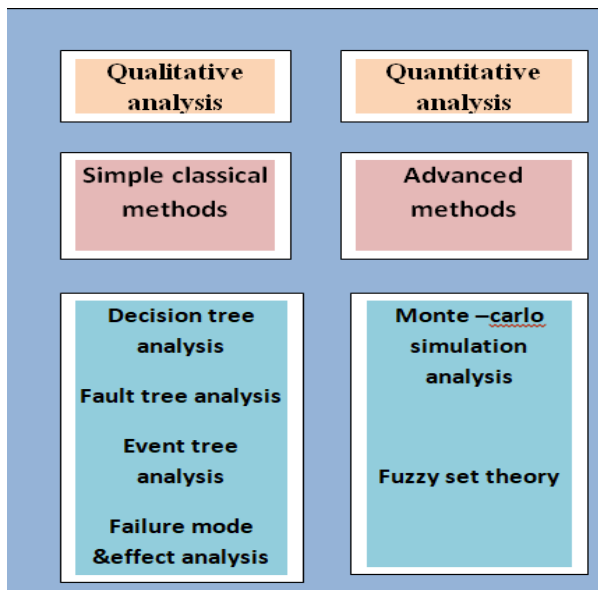 Qualitative
analysis
Quantitative
analysis
Simple classical
methods
Advanced
methods
Decision tree
analysis
Fault tree analysis
Event tree
analysis
Failure mode
&effect analysis
Monte –carlo
simulation
analysis
Fuzzy set theory